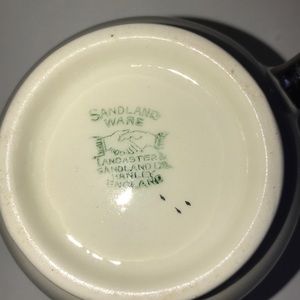 SANDLAND
WARE
LANCASTER &
SANDLAND LTD
HANLEY
ENGLAND